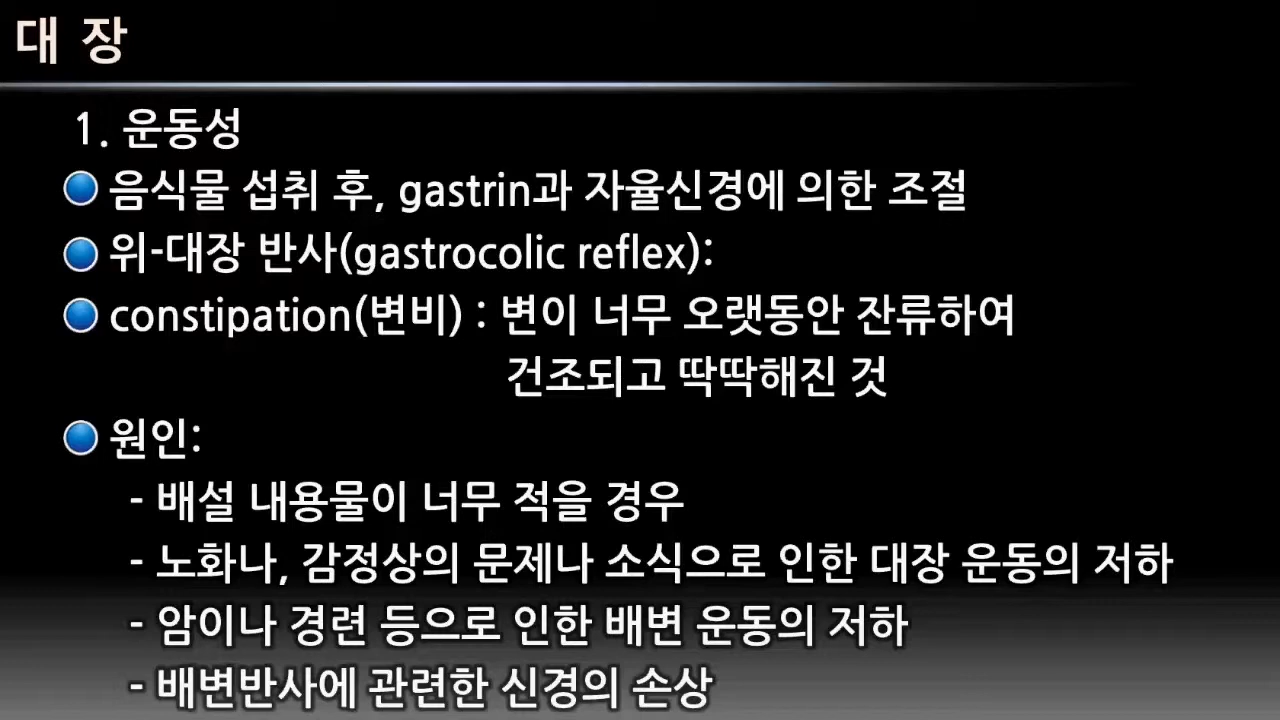 대 장
1. 운동성
음식물 섭취 후, gastrin과 자율신경에 의한 조절
위-대장 반사(gastrocolic reflex):
constipation(변비) : 변이 너무 오랫동안 잔류하여
건조되고 딱딱해진 것
원인:
- 배설 내용물이 너무 적을 경우
- 노화나, 감정상의 문제나 소식으로 인한 대장 운동의 저하
- 암이나 경련 등으로 인한 배변 운동의 저하
- 배변반사에 관련한 신경의 손상